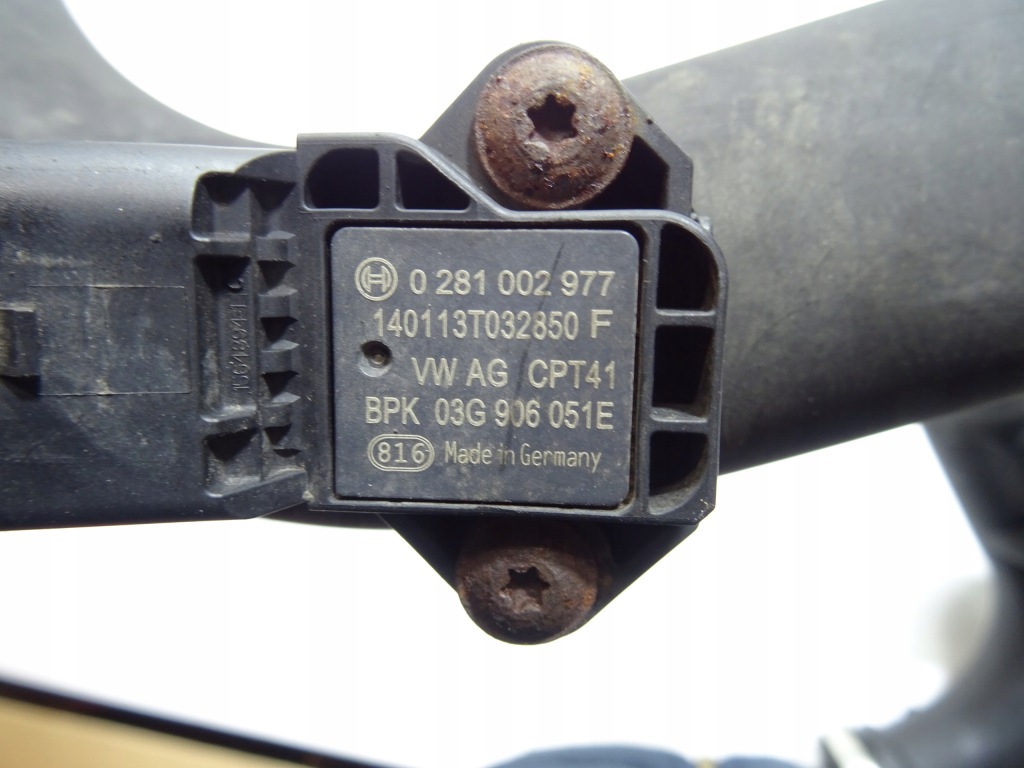 0 281 002 977
140113T032850 F
VW AG CPT41
BPK 03G 906 051E
816 Made in Germany